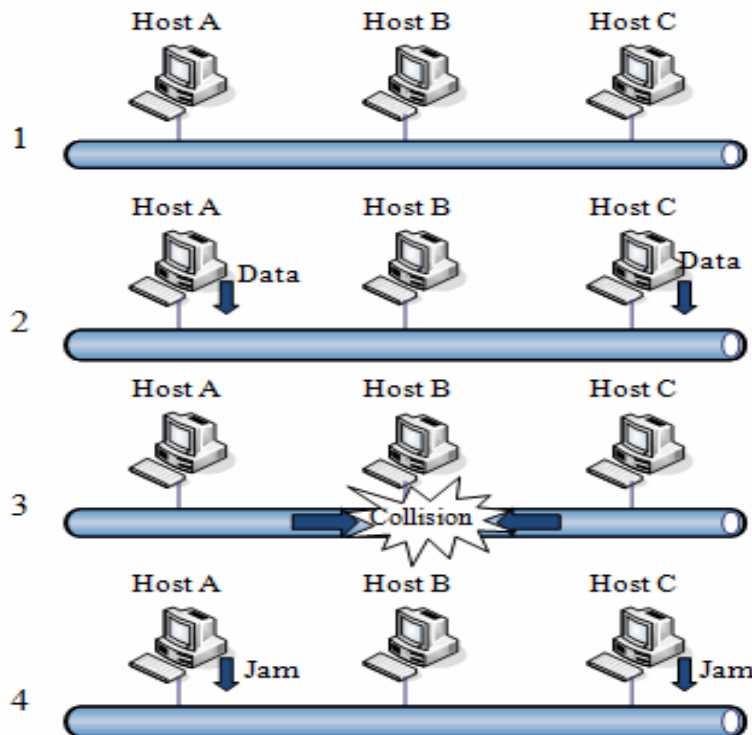 Host A Host B Host C
1
Host A Host B Host C
Data Data
2
Host A Host B Host C
3
Collision
Host A Host B Host C
Jam Jam
4